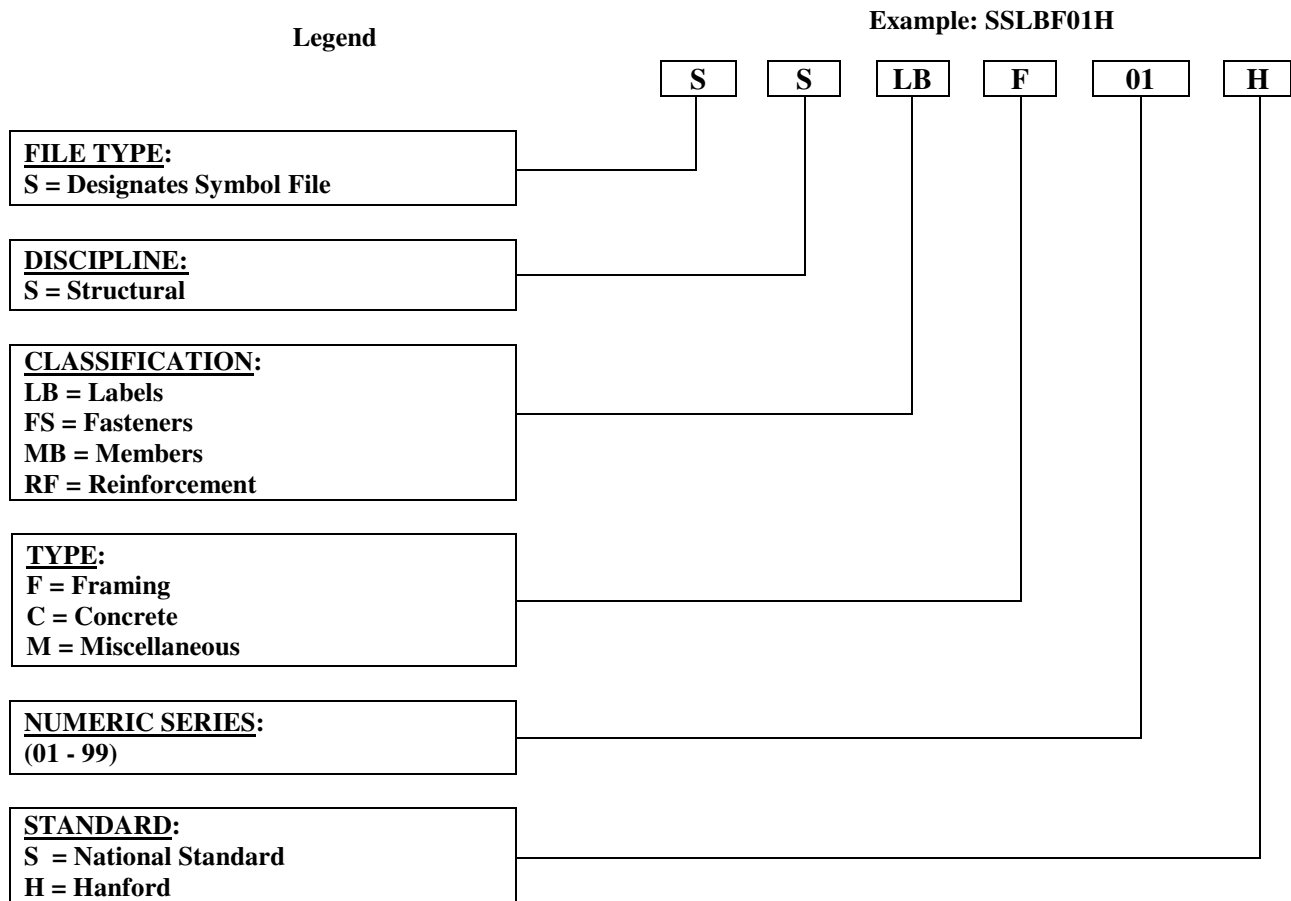 Legend
Example: SSLBF01H
S S LB F 01 H
FILE TYPE:
S = Designates Symbol File
DISCIPLINE:
S = Structural
CLASSIFICATION:
LB = Labels
FS = Fasteners
MB = Members
RF = Reinforcement
TYPE:
F = Framing
C = Concrete
M = Miscellaneous
NUMERIC SERIES:
(01 - 99)
STANDARD:
S  = National Standard
H = Hanford